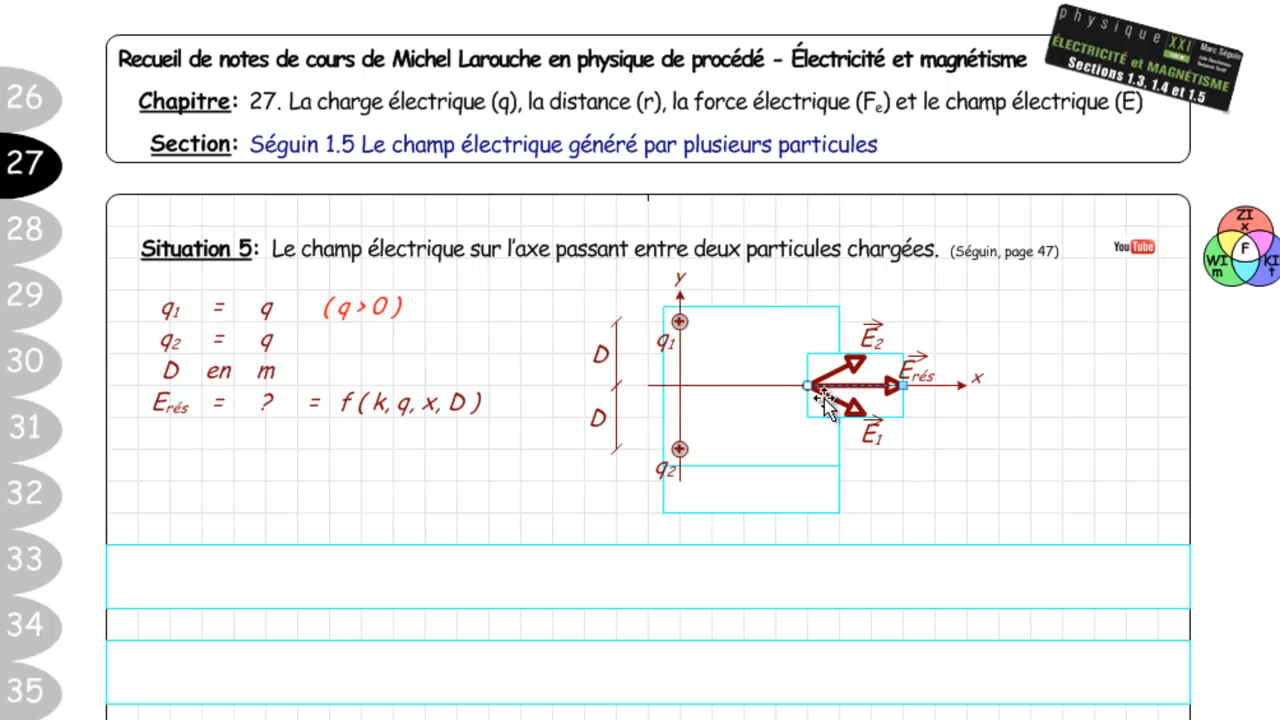 physique XXI
Marc Séguin
ÉLECTRICITÉ et MAGNÉTISME
Sections 1.3, 1.4 et 1.5
Recueil de notes de cours de Michel Larouche en physique de procédé - Électricité et magnétisme
Chapitre: 27. La charge électrique (q), la distance (r), la force électrique (Fe) et le champ électrique (E)
Section: Séguin 1.5 Le champ électrique généré par plusieurs particules
26
27
28
29
30
31
32
33
34
35
ZI
x
F
WI
m
KI
t
Situation 5: Le champ électrique sur l'axe passant entre deux particules chargées. (Séguin, page 47)
You Tube
q1 = q (q > 0)
q2 = q
D en m
Erés = ? = f(k, q, x, D)
y
+
q1
D
D
+
q2
E2
Erés
x
E1